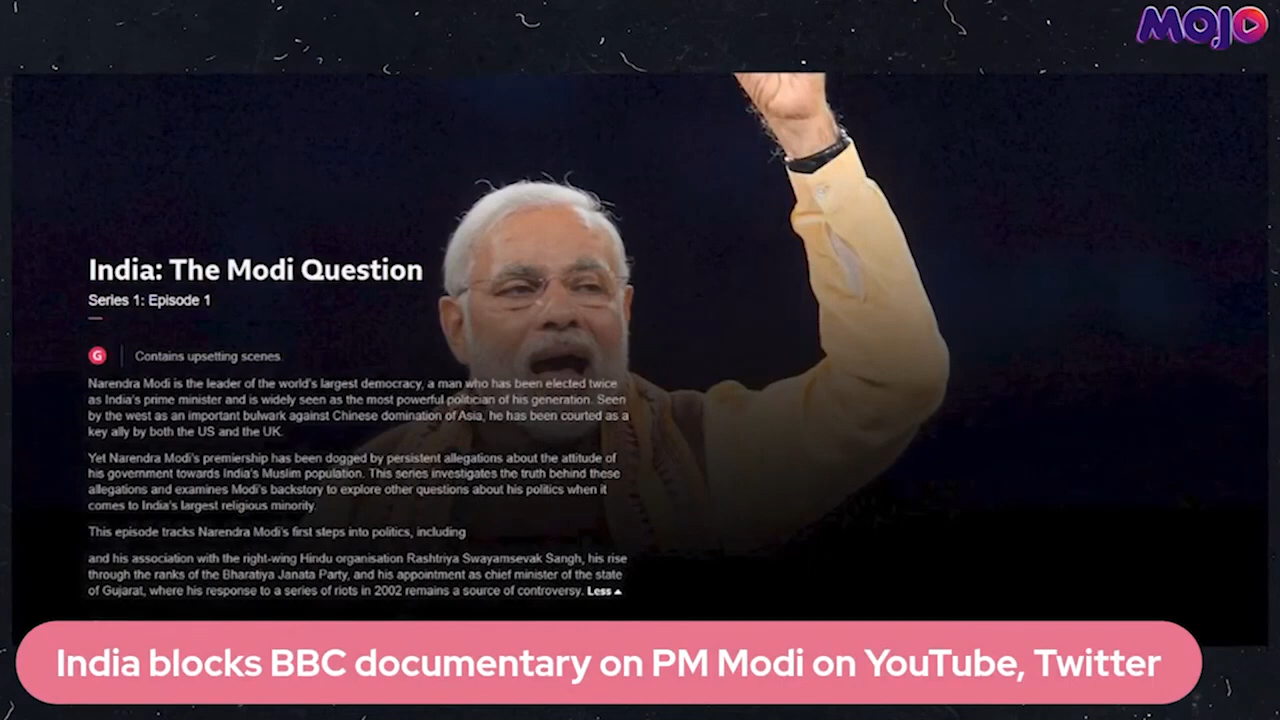 MOJO
India: The Modi Question
Series 1: Episode 1
G Contains upsetting scenes.
Narendra Modi is the leader of the world's largest democracy, a man who has been elected twice
as India's prime minister and is widely seen as the most powerful politician of his generation. Seen
by the west as an important bulwark against Chinese domination of Asia, he has been courted as a
key ally by both the US and the UK.
Yet Narendra Modi's premiership has been dogged by persistent allegations about the attitude of
his government towards India's Muslim population. This series investigates the truth behind these
allegations and examines Modi's backstory to explore other questions about his politics when it
comes to India's largest religious minority.
This episode tracks Narendra Modi's first steps into politics, including
and his association with the right-wing Hindu organisation Rashtriya Swayamsevak Sangh, his rise
through the ranks of the Bharatiya Janata Party, and his appointment as chief minister of the state
of Gujarat, where his response to a series of riots in 2002 remains a source of controversy. Less
India blocks BBC documentary on PM Modi on YouTube, Twitter